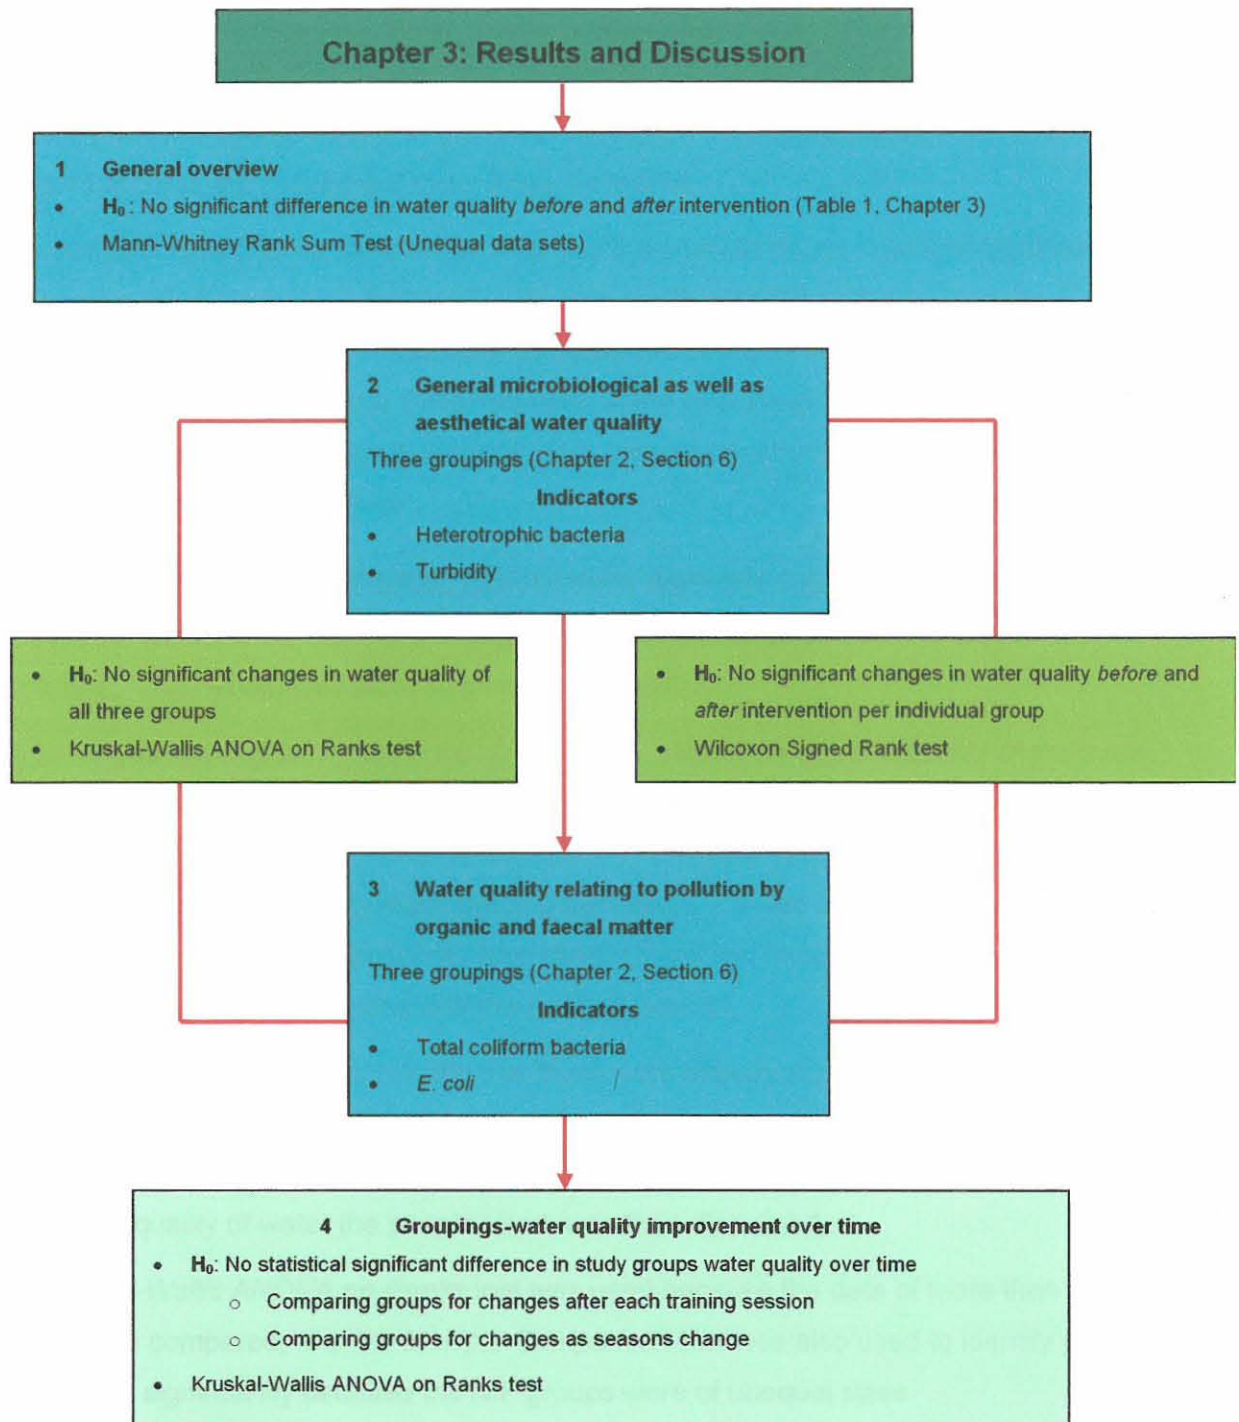 Chapter 3: Results and Discussion
1 General overview
• H₀ : No significant difference in water quality before and after intervention (Table 1, Chapter 3)
• Mann-Whitney Rank Sum Test (Unequal data sets)
2 General microbiological as well as
aesthetical water quality
Three groupings (Chapter 2, Section 6)
Indicators
• Heterotrophic bacteria
• Turbidity
• H₀: No significant changes in water quality of
all three groups
• Kruskal-Wallis ANOVA on Ranks test
• H₀: No significant changes in water quality before and
after intervention per individual group
• Wilcoxon Signed Rank test
3 Water quality relating to pollution by
organic and faecal matter
Three groupings (Chapter 2, Section 6)
Indicators
• Total coliform bacteria
• E. coli
4 Groupings-water quality improvement over time
• H₀: No statistical significant difference in study groups water quality over time
o Comparing groups for changes after each training session
o Comparing groups for changes as seasons change
• Kruskal-Wallis ANOVA on Ranks test